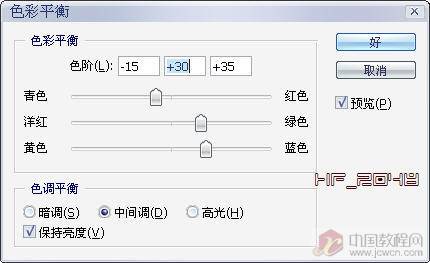 色彩平衡
色彩平衡
色阶(L): -15 +30 +35
青色 红色
洋红 绿色
黄色 蓝色
好
取消
预览(P)
HF_2048
色调平衡
暗调(S) 中间调(D) 高光(H)
保持亮度(V)
中国教程网
www.jcwcn.com